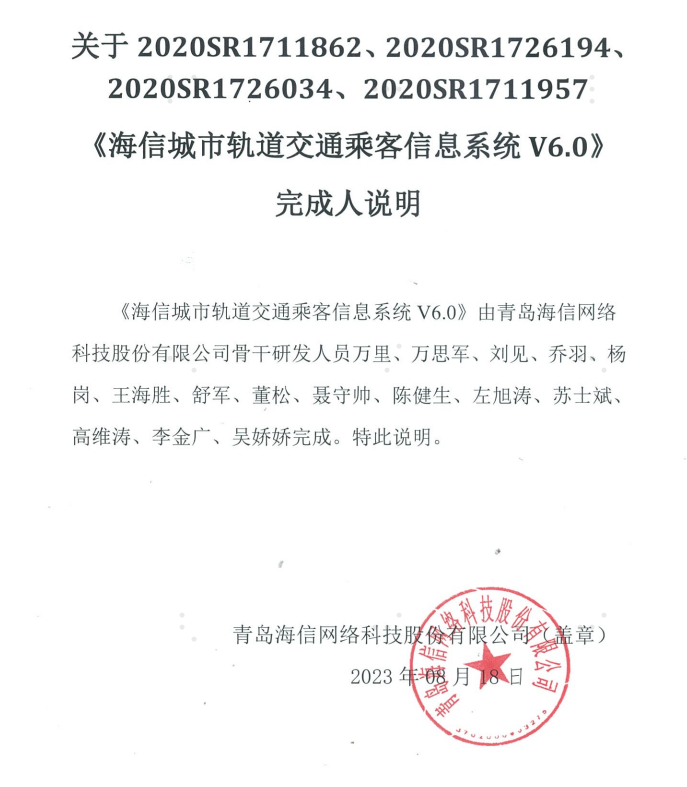 关于 2020SR1711862、2020SR1726194、
2020SR1726034、2020SR1711957
《海信城市轨道交通乘客信息系统 V6.0》
完成人说明
《海信城市轨道交通乘客信息系统 V6.0》由青岛海信网络
科技股份有限公司骨干研发人员万里、万思军、刘见、乔羽、杨
岗、王海胜、舒军、董松、聂守帅、陈健生、左旭涛、苏士斌、
高维涛、李金广、吴娇娇完成。特此说明。
青岛海信网络科技股份有限公司（盖章）
2023 年 08 月 18 日
青岛海信网络科技股份有限公司